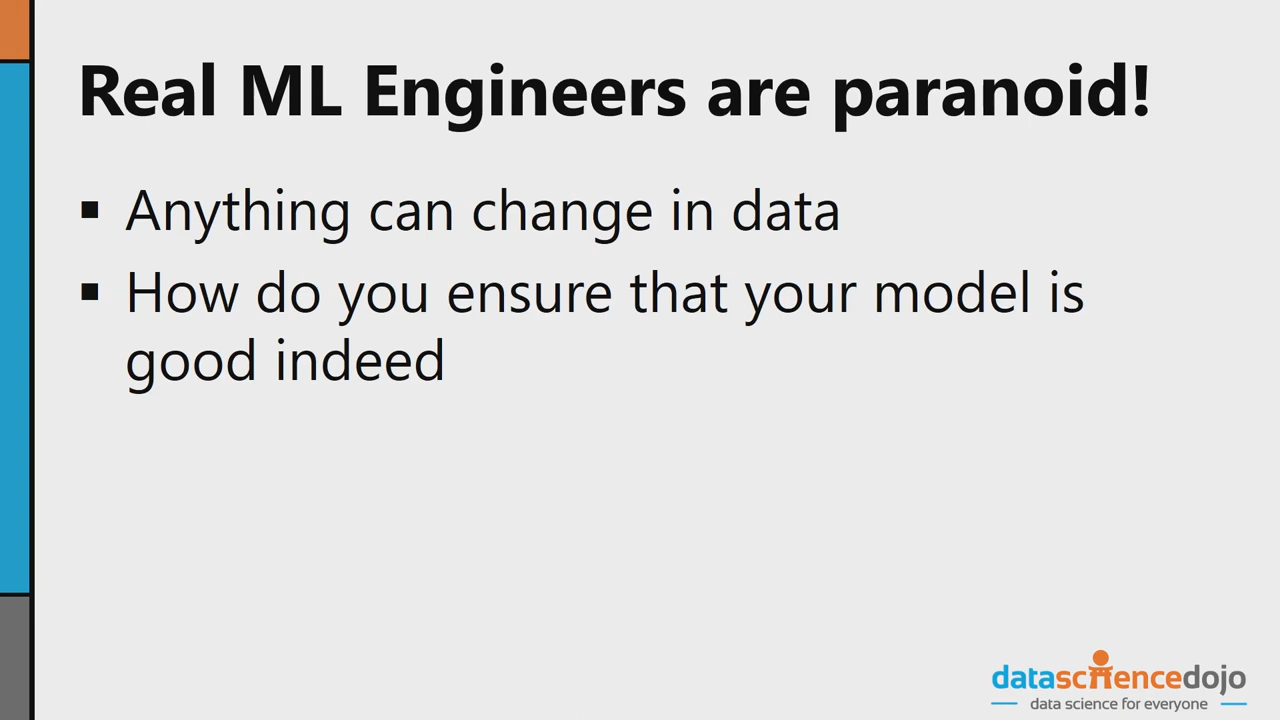 Real ML Engineers are paranoid!
▪ Anything can change in data
▪ How do you ensure that your model is
good indeed
datasciencedojo
data science for everyone